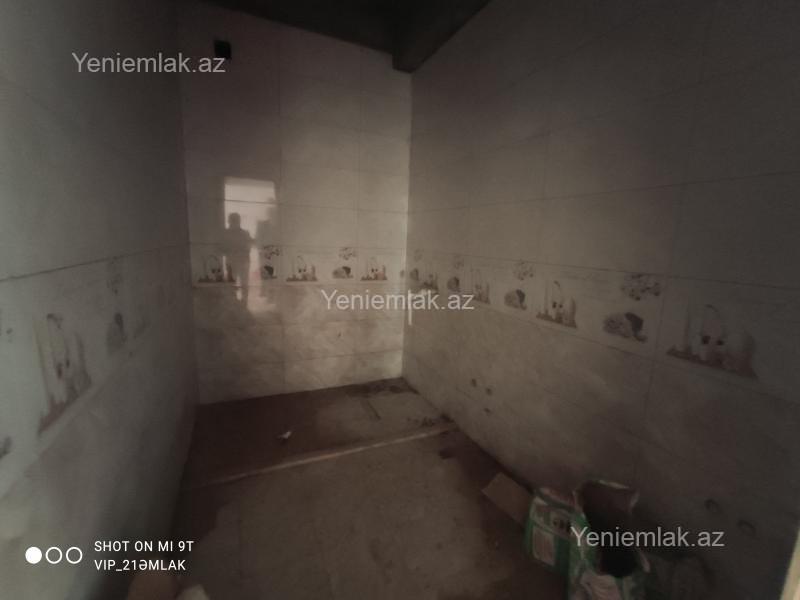 Yeniemlak.az
Yeniemlak.az
Yeniemlak.az
SHOT ON MI 9T
VIP_21ƏMLAK